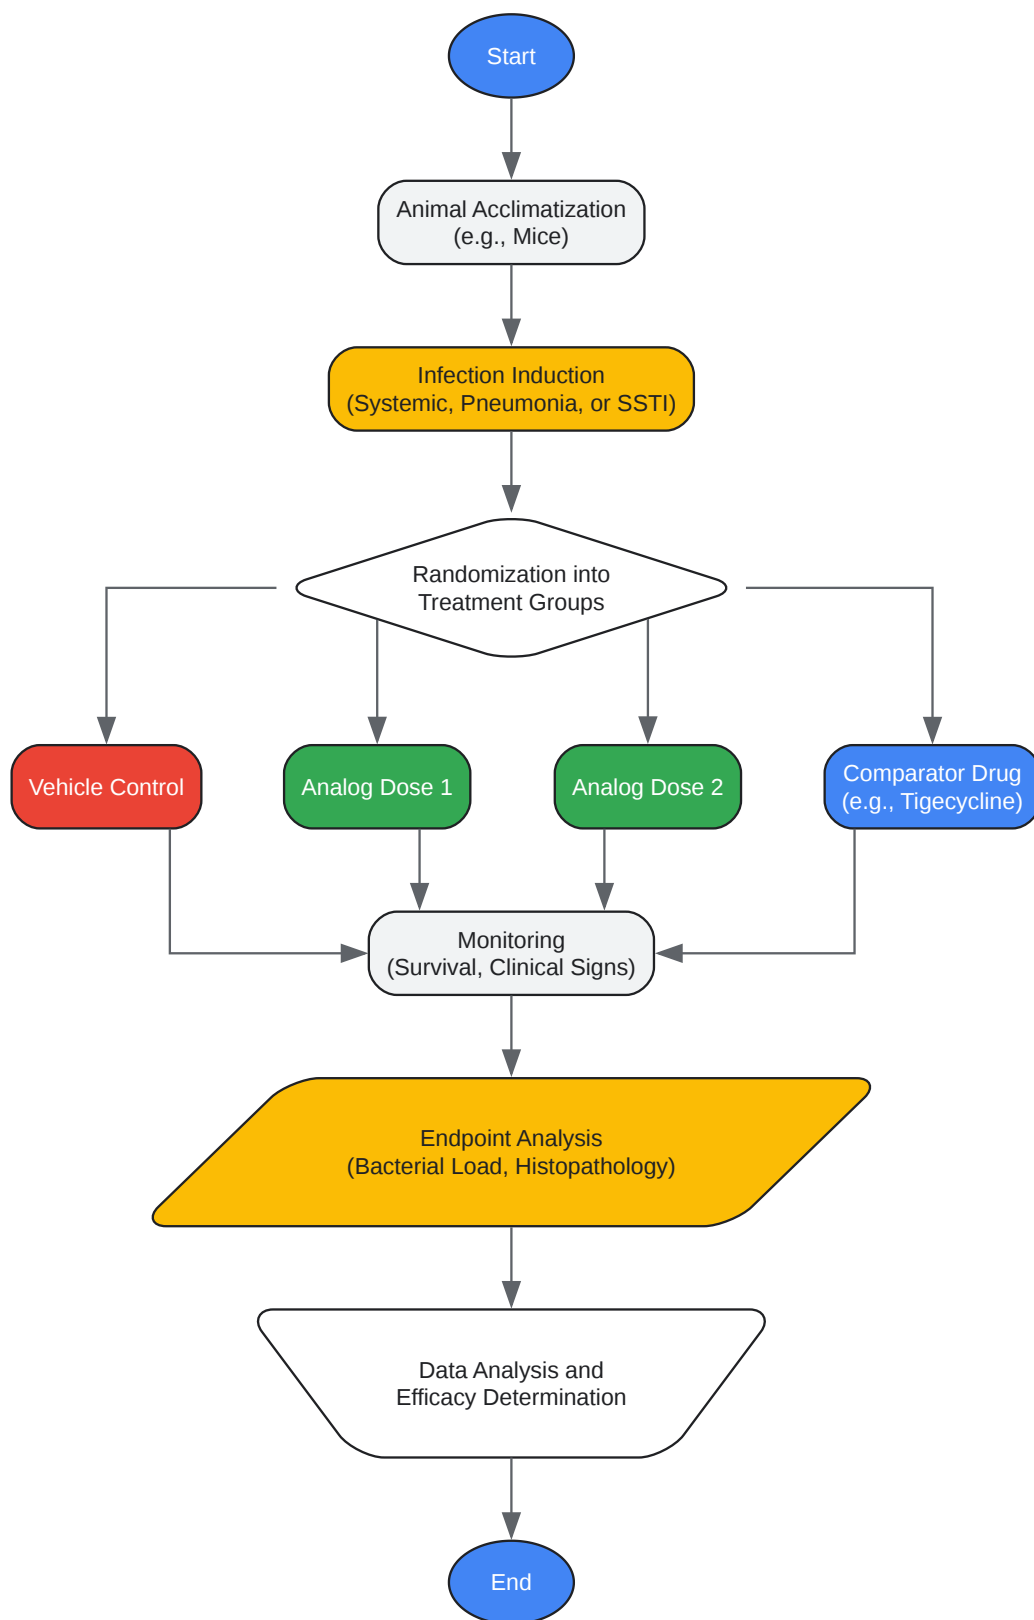 Start
Animal Acclimatization
(e.g., Mice)
Infection Induction
(Systemic, Pneumonia, or SSTI)
Randomization into
Treatment Groups
Vehicle Control
Analog Dose 1
Analog Dose 2
Comparator Drug
(e.g., Tigecycline)
Monitoring
(Survival, Clinical Signs)
Endpoint Analysis
(Bacterial Load, Histopathology)
Data Analysis and
Efficacy Determination
End